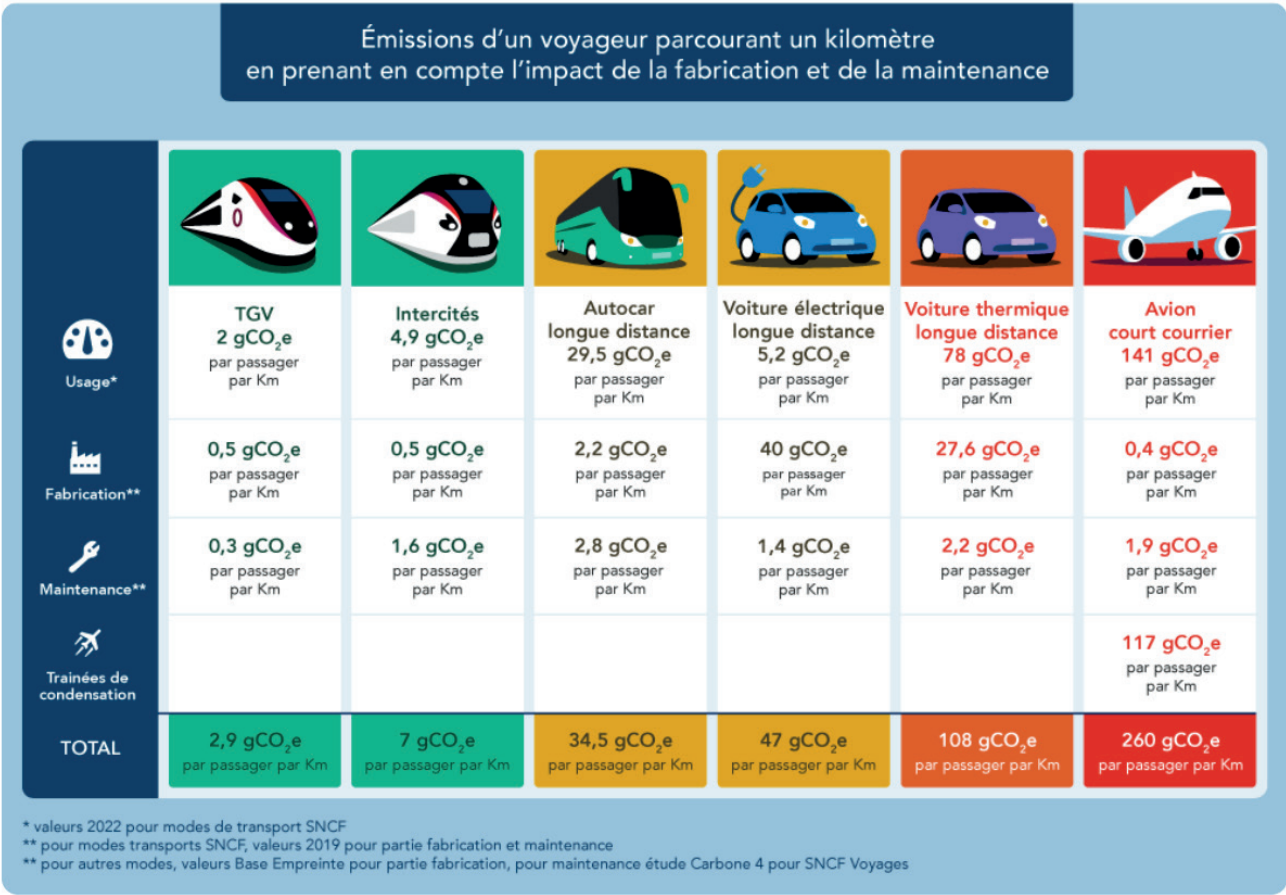 Émissions d'un voyageur parcourant un kilomètre
en prenant en compte l'impact de la fabrication et de la maintenance
Usage*
TGV
2 gCO₂e
par passager
par Km
Intercités
4,9 gCO₂e
par passager
par Km
Autocar
longue distance
29,5 gCO₂e
par passager
par Km
Voiture électrique
longue distance
5,2 gCO₂e
par passager
par Km
Voiture thermique
longue distance
78 gCO₂e
par passager
par Km
Avion
court courrier
141 gCO₂e
par passager
par Km
Fabrication**
0,5 gCO₂e
par passager
par Km
0,5 gCO₂e
par passager
par Km
2,2 gCO₂e
par passager
par Km
40 gCO₂e
par passager
par Km
27,6 gCO₂e
par passager
par Km
0,4 gCO₂e
par passager
par Km
Maintenance**
0,3 gCO₂e
par passager
par Km
1,6 gCO₂e
par passager
par Km
2,8 gCO₂e
par passager
par Km
1,4 gCO₂e
par passager
par Km
2,2 gCO₂e
par passager
par Km
1,9 gCO₂e
par passager
par Km
Trainées de
condensation
117 gCO₂e
par passager
par Km
TOTAL
2,9 gCO₂e
par passager par Km
7 gCO₂e
par passager par Km
34,5 gCO₂e
par passager par Km
47 gCO₂e
par passager par Km
108 gCO₂e
par passager par Km
260 gCO₂e
par passager par Km
* valeurs 2022 pour modes de transport SNCF
** pour modes transports SNCF, valeurs 2019 pour partie fabrication et maintenance
** pour autres modes, valeurs Base Empreinte pour partie fabrication, pour maintenance étude Carbone 4 pour SNCF Voyages